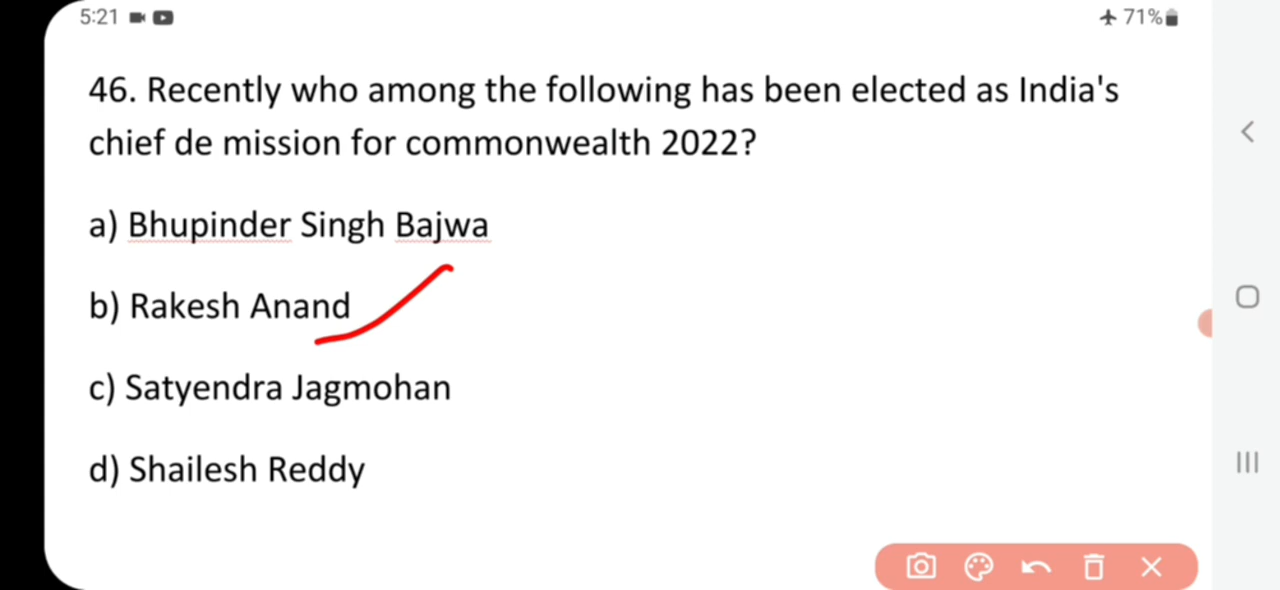 5:21
71%
46. Recently who among the following has been elected as India's
chief de mission for commonwealth 2022?
a) Bhupinder Singh Bajwa
b) Rakesh Anand
c) Satyendra Jagmohan
d) Shailesh Reddy